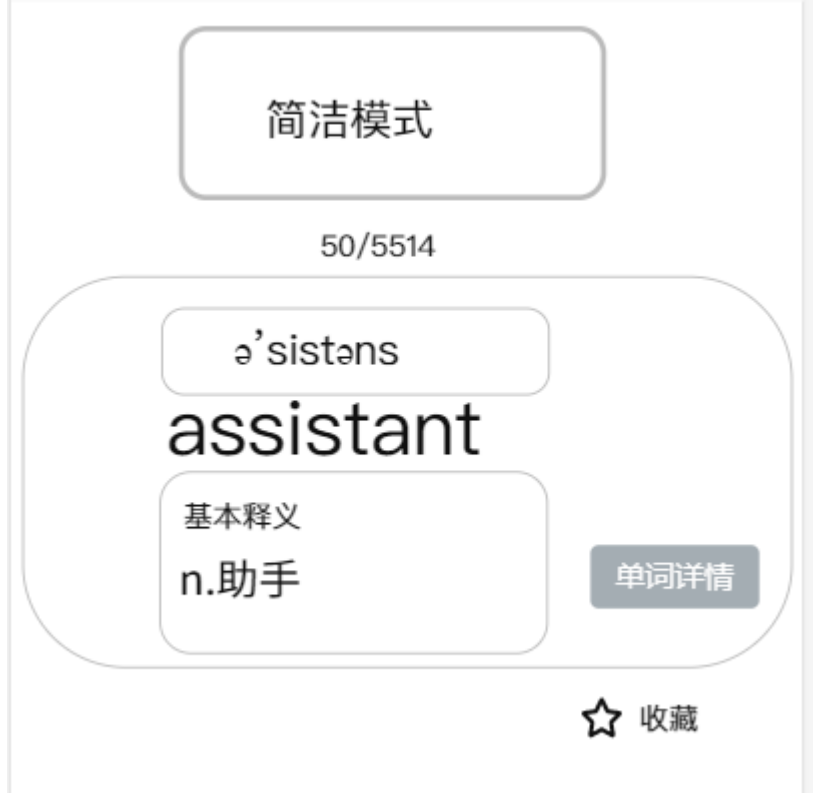 简洁模式
50/5514
ə’sistəns
assistant
基本释义
n.助手
单词详情
收藏